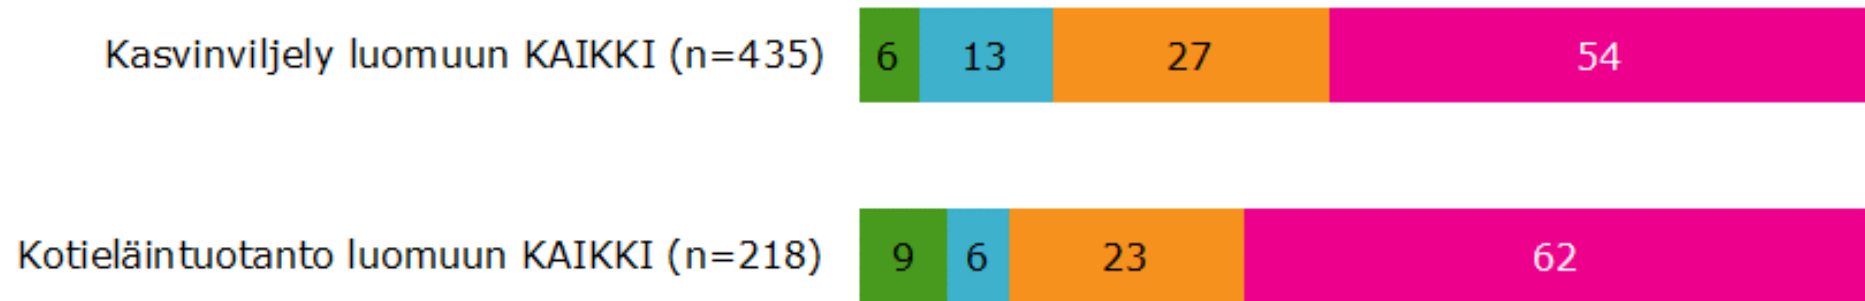 Kasvinviljely luomuun KAIKKI (n=435) 6 13 27 54
Kotieläintuotanto luomuun KAIKKI (n=218) 9 6 23 62